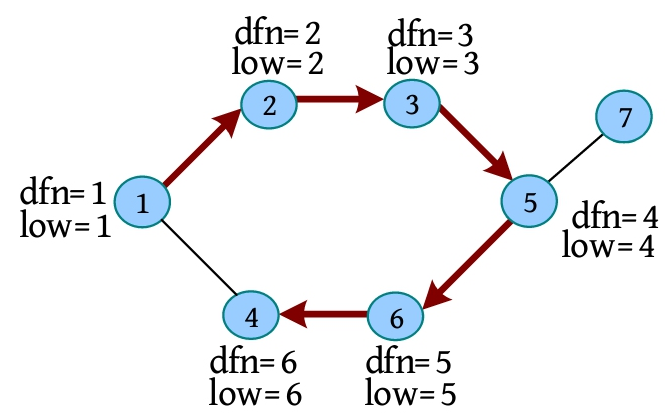 dfn= 2
low= 2
dfn= 3
low= 3
2
3
7
dfn= 1
low= 1
1
5
dfn= 4
low= 4
4
6
dfn= 6
low= 6
dfn= 5
low= 5